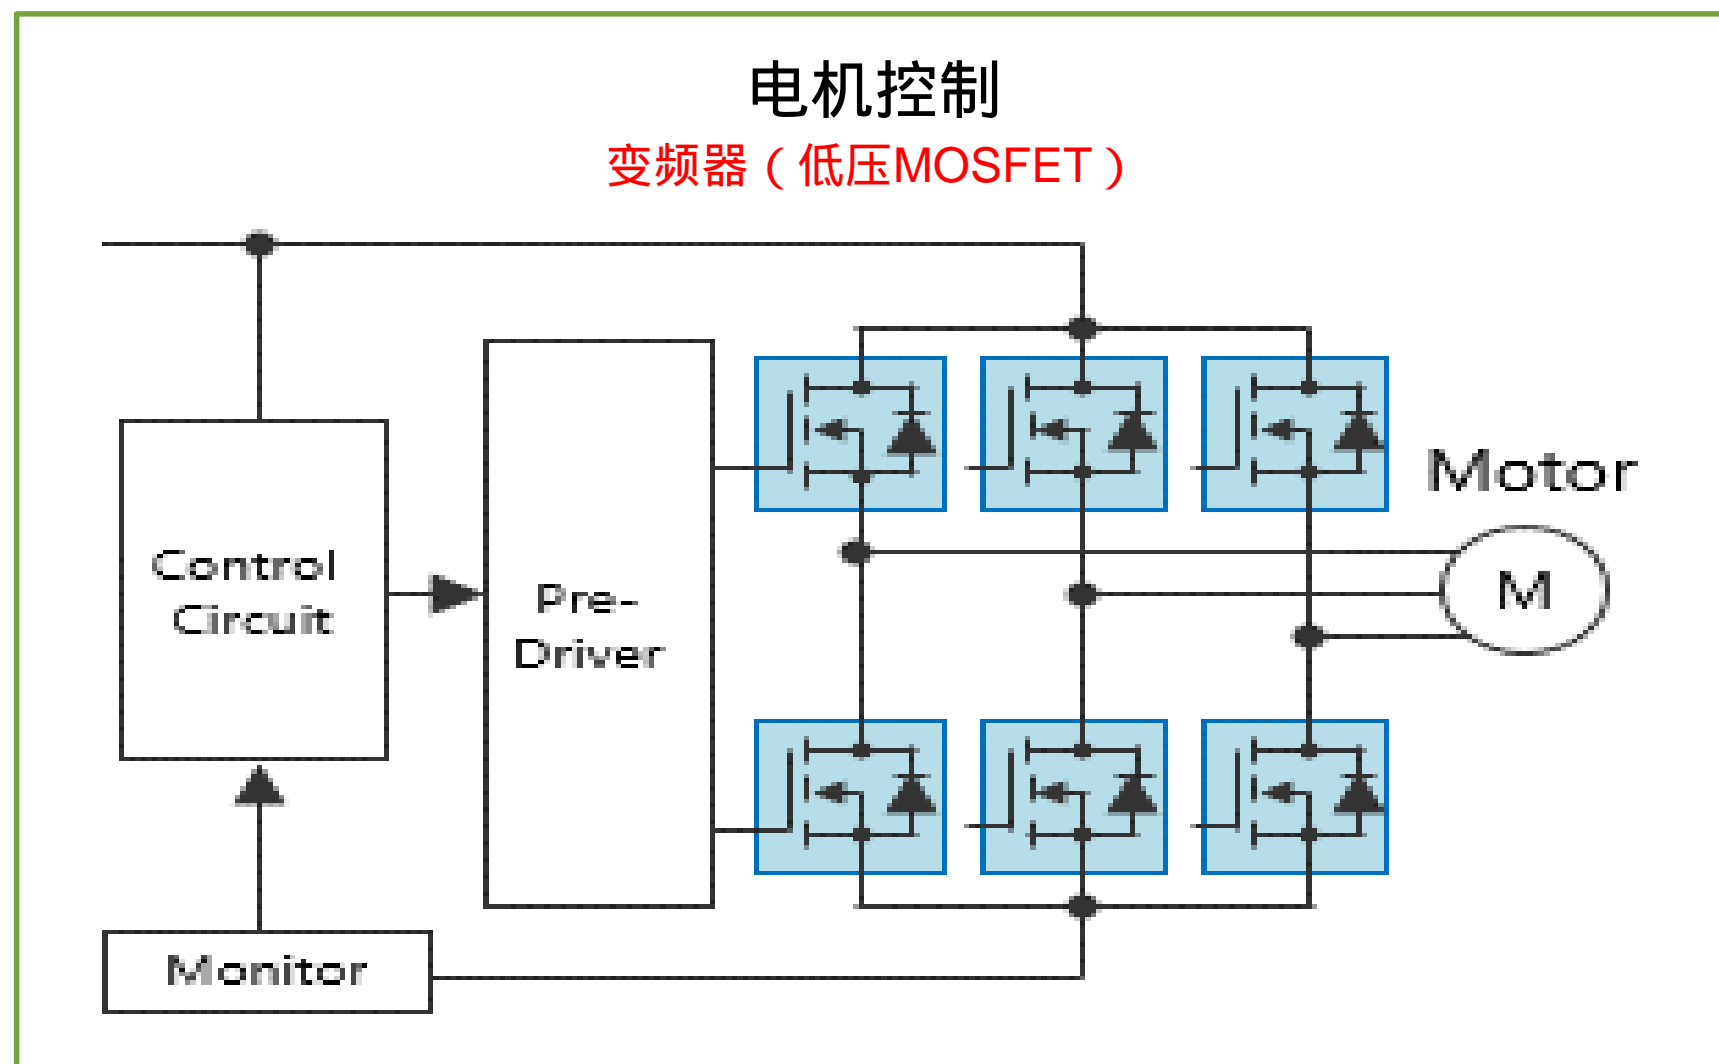 电机控制
变频器（低压MOSFET）
Motor
Control
Circuit
Pre-
Driver
M
Monitor